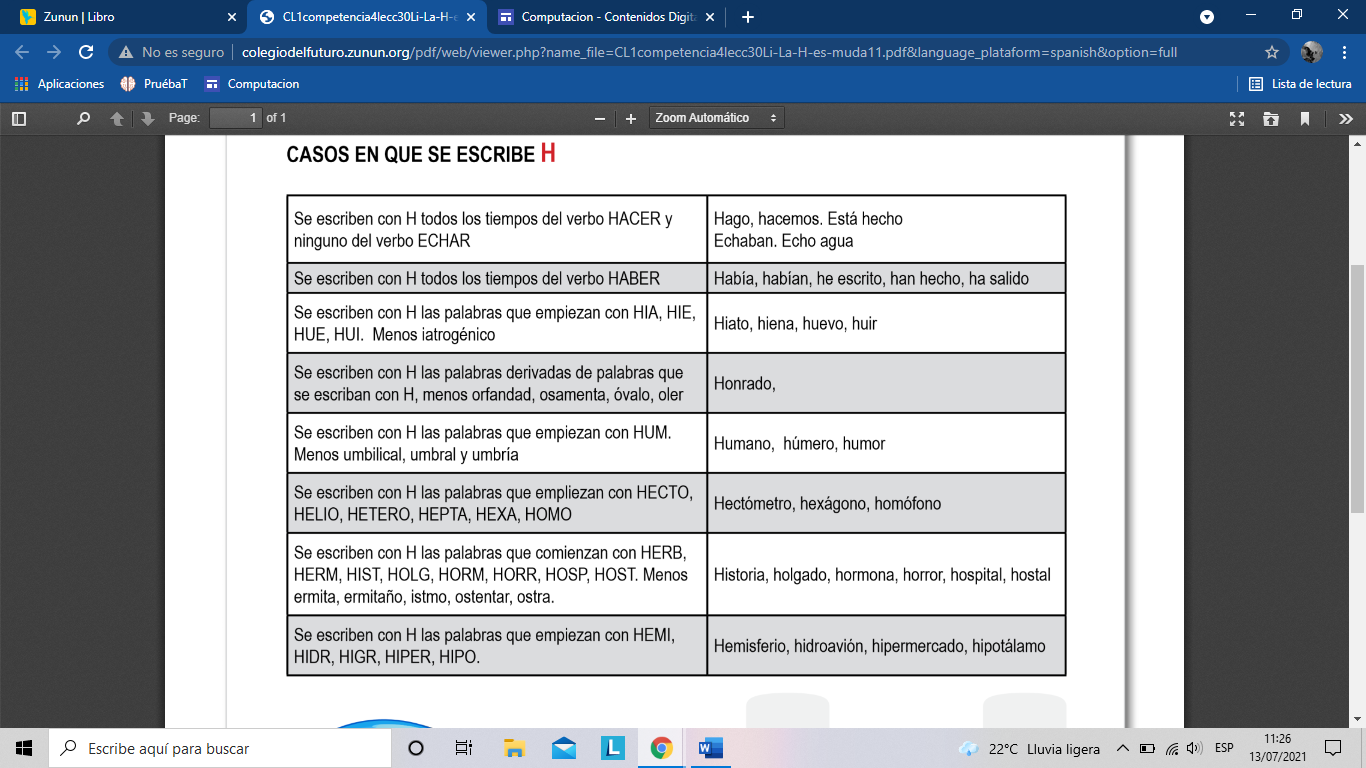 Zunun | Libro
CL1competencia4lecc30Li-La-H-e
Computacion - Contenidos Digita
No es seguro
colegiodelfuturo.zunun.org/pdf/web/viewer.php?name_file=CL1competencia4lecc30Li-La-H-es-muda11.pdf&language_plataform=spanish&option=full
Aplicaciones
PruébaT
Computacion
Lista de lectura
Page: 1 of 1
Zoom Automático
CASOS EN QUE SE ESCRIBE H
Se escriben con H todos los tiempos del verbo HACER y
ninguno del verbo ECHAR
Hago, hacemos. Está hecho
Echaban. Echo agua
Se escriben con H todos los tiempos del verbo HABER
Había, habían, he escrito, han hecho, ha salido
Se escriben con H las palabras que empiezan con HIA, HIE,
HUE, HUI. Menos iatrogénico
Hiato, hiena, huevo, huir
Se escriben con H las palabras derivadas de palabras que
se escriban con H, menos orfandad, osamenta, óvalo, oler
Honrado,
Se escriben con H las palabras que empiezan con HUM.
Menos umbilical, umbral y umbría
Humano, húmero, humor
Se escriben con H las palabras que empliezan con HECTO,
HELIO, HETERO, HEPTA, HEXA, HOMO
Hectómetro, hexágono, homófono
Se escriben con H las palabras que comienzan con HERB,
HERM, HIST, HOLG, HORM, HORR, HOSP, HOST. Menos
ermita, ermitaño, istmo, ostentar, ostra.
Historia, holgado, hormona, horror, hospital, hostal
Se escriben con H las palabras que empiezan con HEMI,
HIDR, HIGR, HIPER, HIPO.
Hemisferio, hidroavión, hipermercado, hipotálamo
Escribe aquí para buscar
L
W
22°C Lluvia ligera
ESP
11:26
13/07/2021